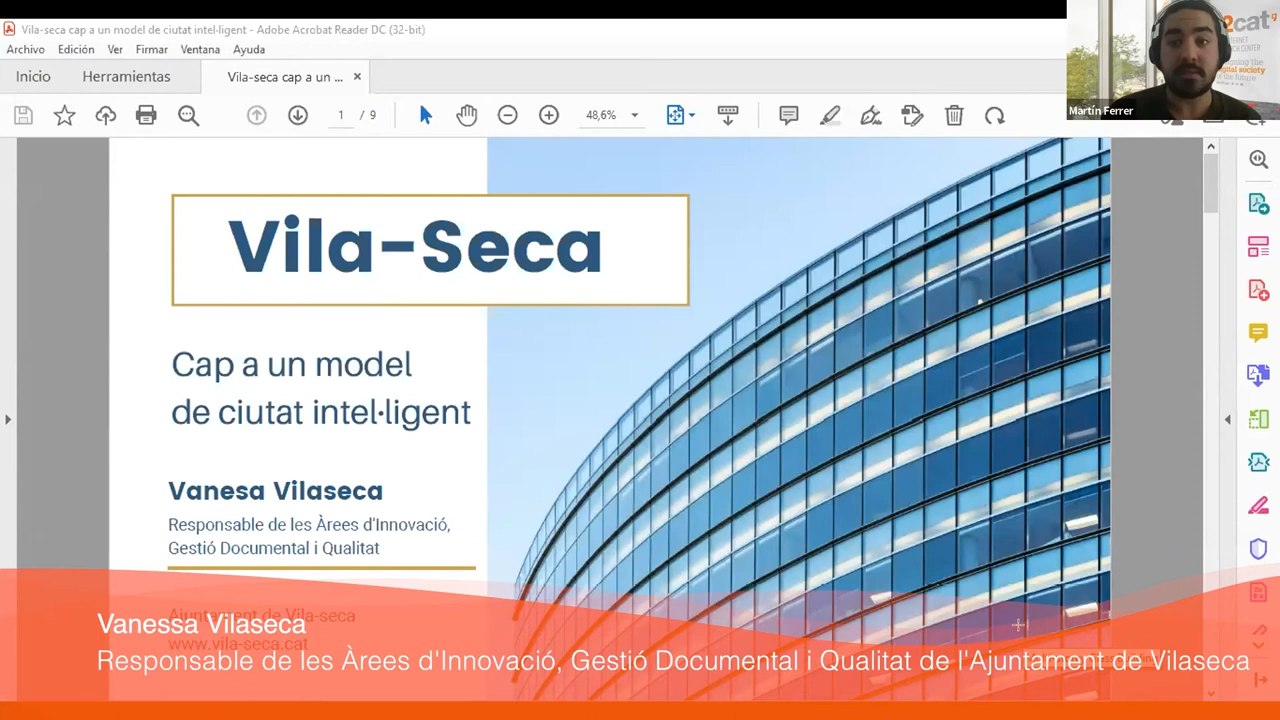 Vila-seca cap a un model de ciutat intel·ligent - Adobe Acrobat Reader DC (32-bit)
Archivo Edición Ver Firmar Ventana Ayuda
Inicio Herramientas Vila-seca cap a un ... ×
1 / 9 48,6%
2cat
Martín Ferrer
Vila-Seca
Cap a un model
de ciutat intel·ligent
Vanesa Vilaseca
Responsable de les Àrees d'Innovació,
Gestió Documental i Qualitat
Ajuntament de Vila-seca
www.vila-seca.cat
Vanessa Vilaseca
Responsable de les Àrees d'Innovació, Gestió Documental i Qualitat de l'Ajuntament de Vilaseca